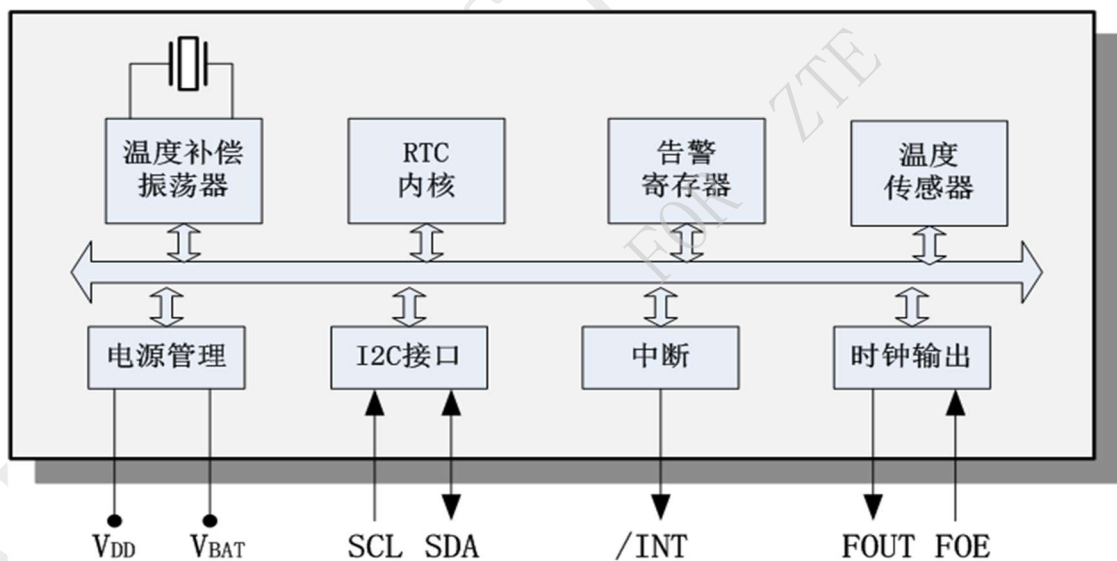 温度补偿
振荡器
RTC
内核
告警
寄存器
温度
传感器
电源管理
I2C接口
中断
时钟输出
VDD
VBAT
SCL
SDA
/INT
FOUT
FOE
FOR ZTE